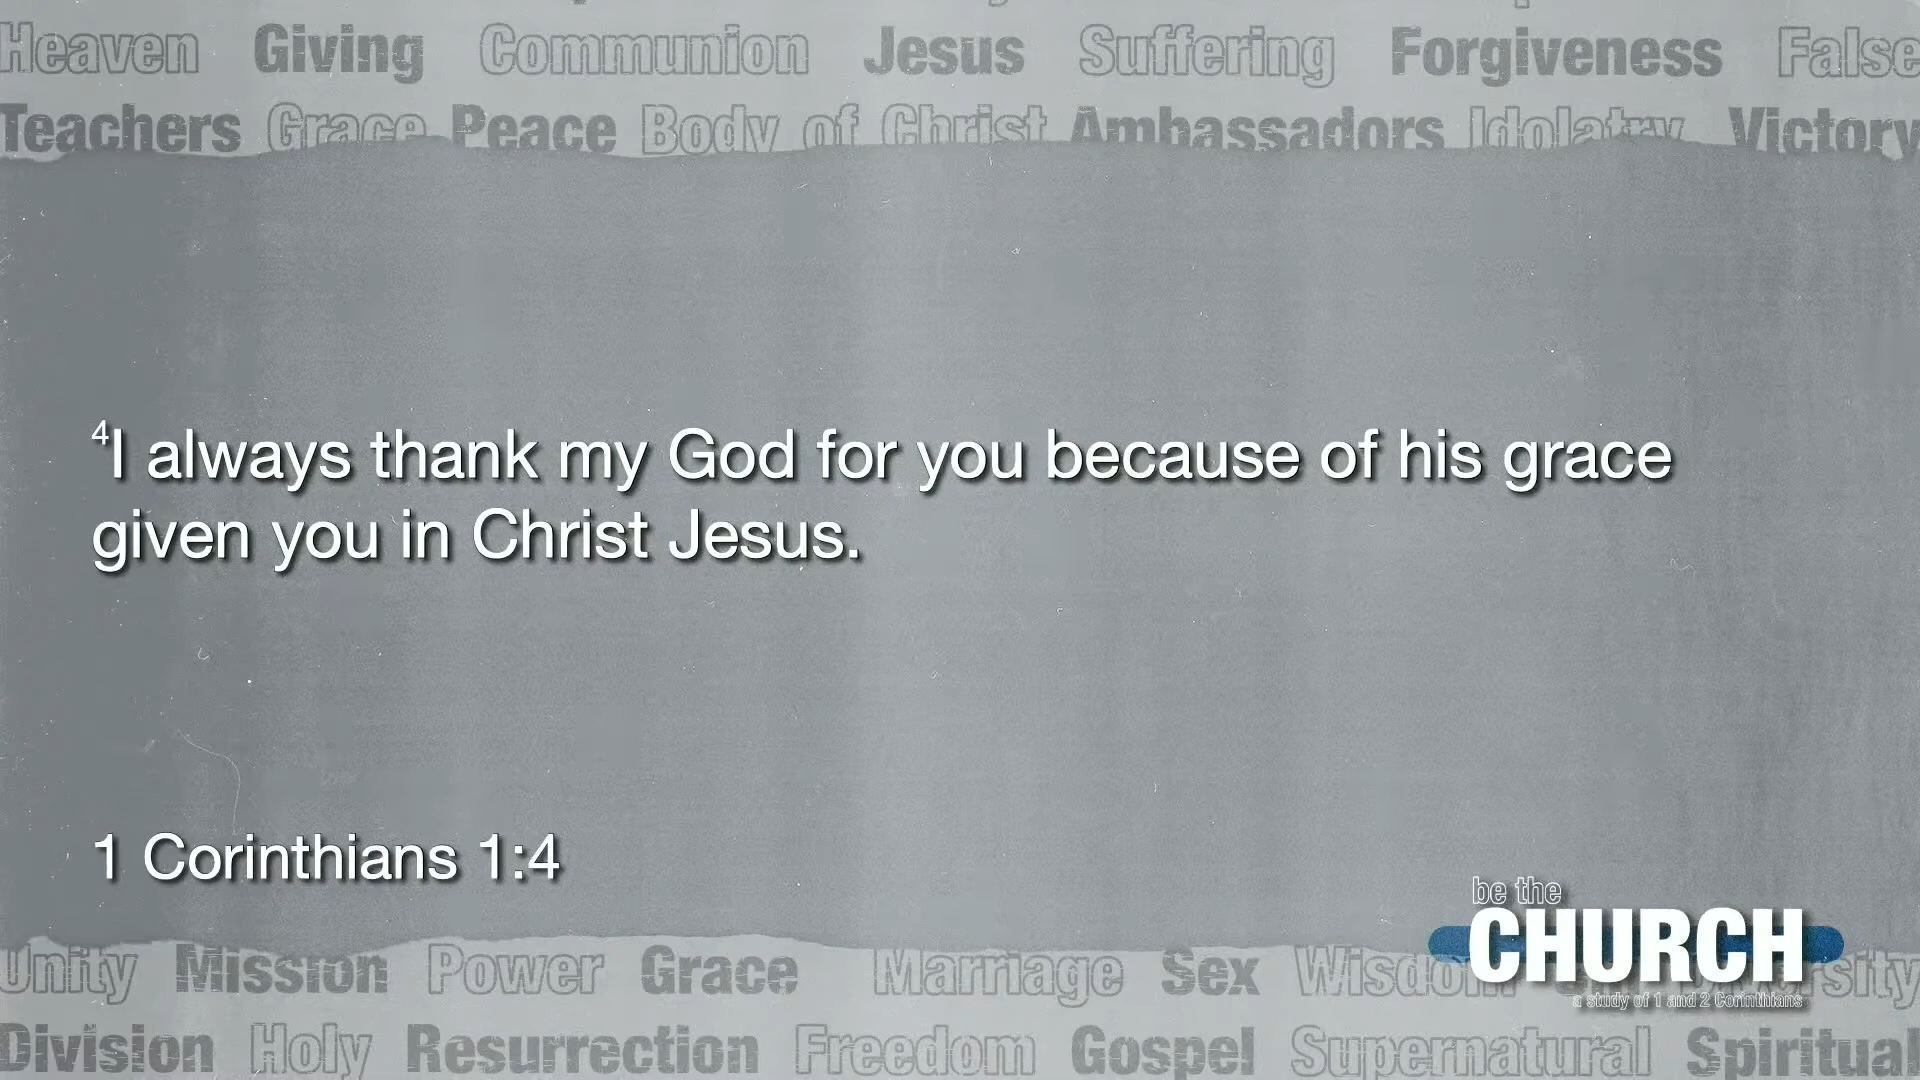 Heaven Giving Communion Jesus Suffering Forgiveness False
Teachers Grace Peace Body of Christ Ambassadors Idolatry Victory
⁴I always thank my God for you because of his grace
given you in Christ Jesus.
1 Corinthians 1:4
be the
CHURCH
a study of 1 and 2 Corinthians
Unity Mission Power Grace Marriage Sex
Division Holy Resurrection Freedom Gospel Supernatural Spiritual